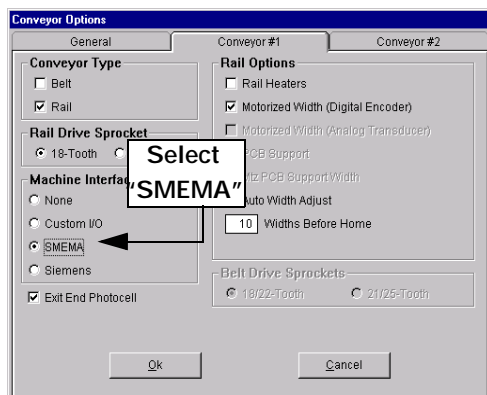 Conveyor Options
General
Conveyor #1
Conveyor #2
Conveyor Type
Belt
Rail
Rail Drive Sprocket
18-Tooth
Machine Interfac
None
Custom I/O
SMEMA
Siemens
Exit End Photocell
Select
"SMEMA"
Rail Options
Rail Heaters
Motorized Width (Digital Encoder)
Motorized Width (Analog Transducer)
PCB Support
Mtz PCB Support Width
Auto Width Adjust
10 Widths Before Home
Belt Drive Sprockets
18/22-Tooth
21/25-Tooth
Ok
Cancel